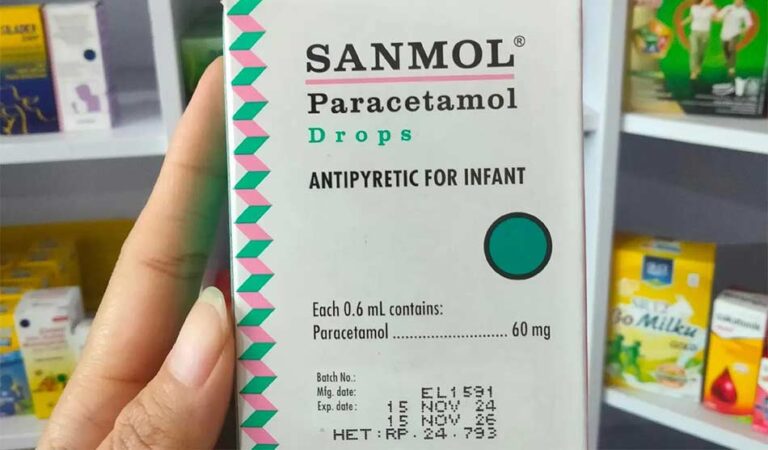 SANMOL®
Paracetamol
Drops
ANTIPYRETIC FOR INFANT
Each 0.6 mL contains:
Paracetamol ............................ 60 mg
Batch No.:
Mfg. date: EL1591
Exp. date: 15 NOV 24
15 NOV 26
HET : RP. 24.793
Milku